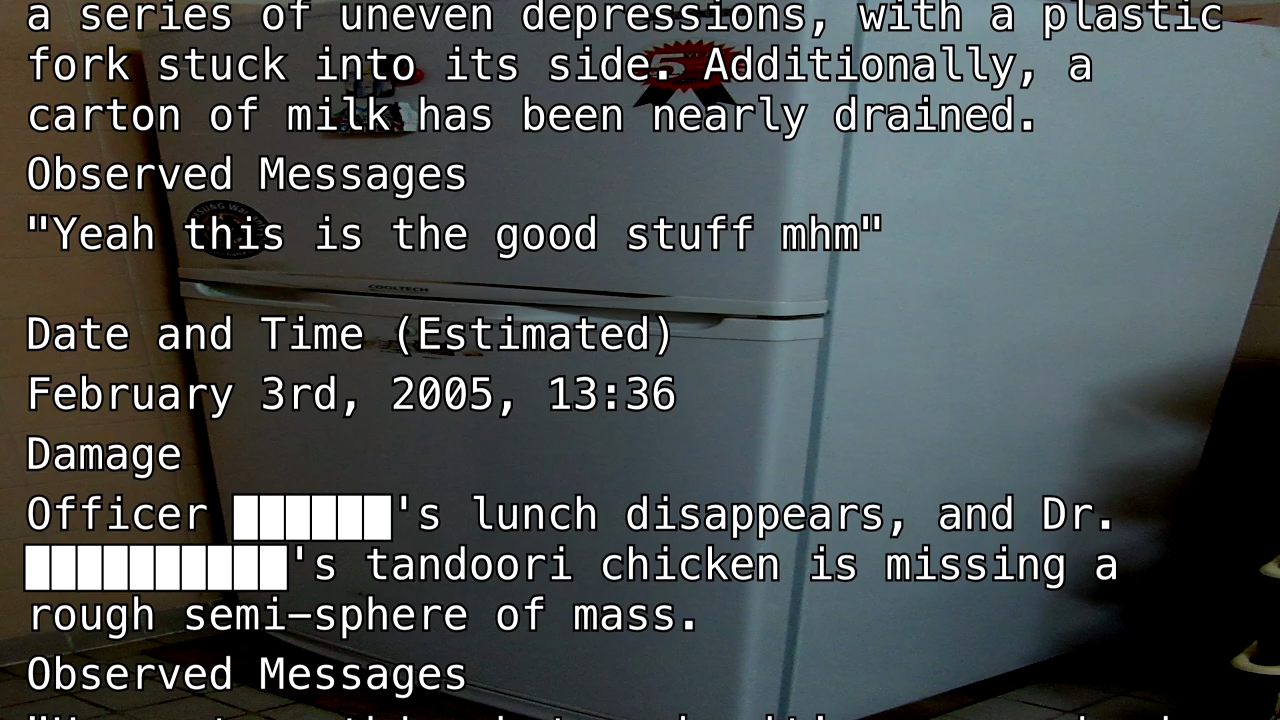 a series of uneven depressions, with a plastic
fork stuck into its side. Additionally, a
carton of milk has been nearly drained.
Observed Messages
"Yeah this is the good stuff mhm"
COOLTECH
Date and Time (Estimated)
February 3rd, 2005, 13:36
Damage
Officer ██████'s lunch disappears, and Dr.
██████████'s tandoori chicken is missing a
rough semi-sphere of mass.
Observed Messages